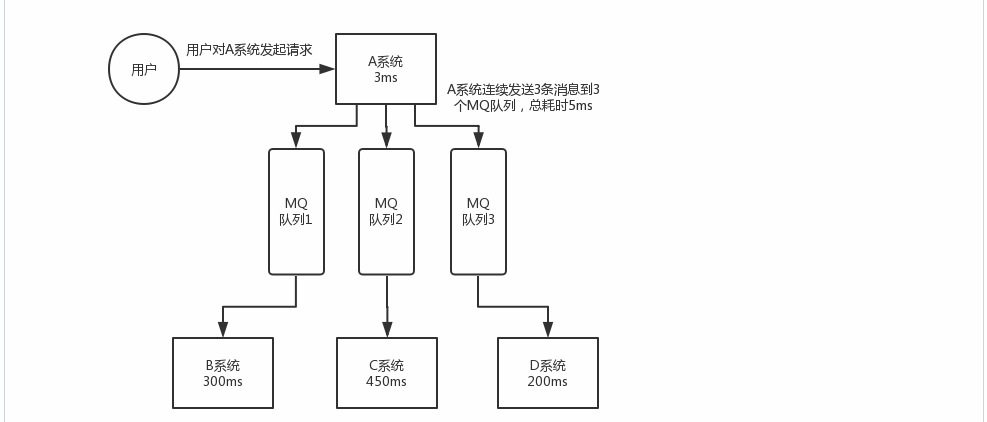 用户
用户对A系统发起请求
A系统
3ms
A系统连续发送3条消息到3
个MQ队列，总耗时5ms
MQ
队列1
MQ
队列2
MQ
队列3
B系统
300ms
C系统
450ms
D系统
200ms